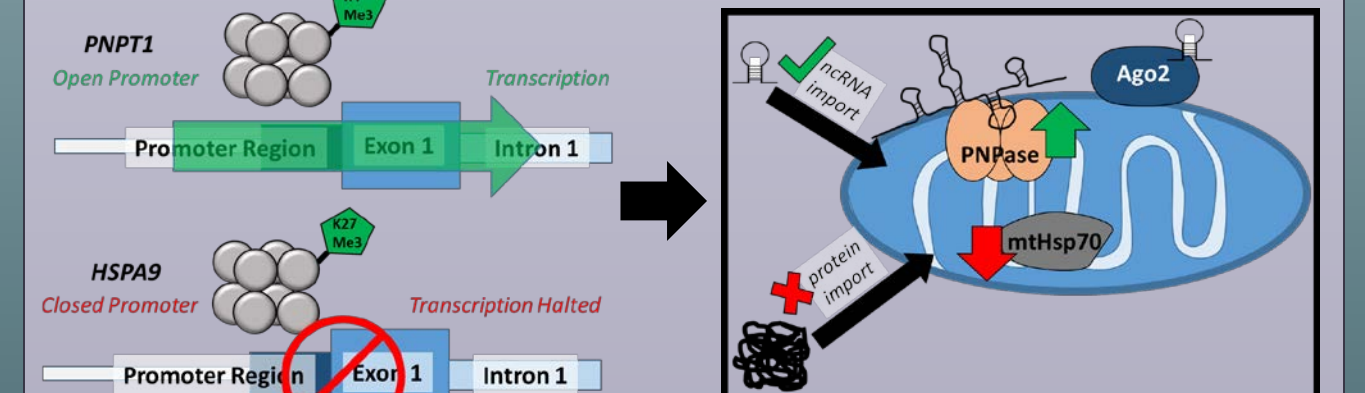 Me3
PNPT1
Open Promoter
Transcription
Promoter Region
Exon 1
Intron 1
K27
Me3
HSPA9
Closed Promoter
Transcription Halted
Promoter Region
Exon 1
Intron 1
ncRNA
import
Ago2
PNPase
mtHsp70
protein
import